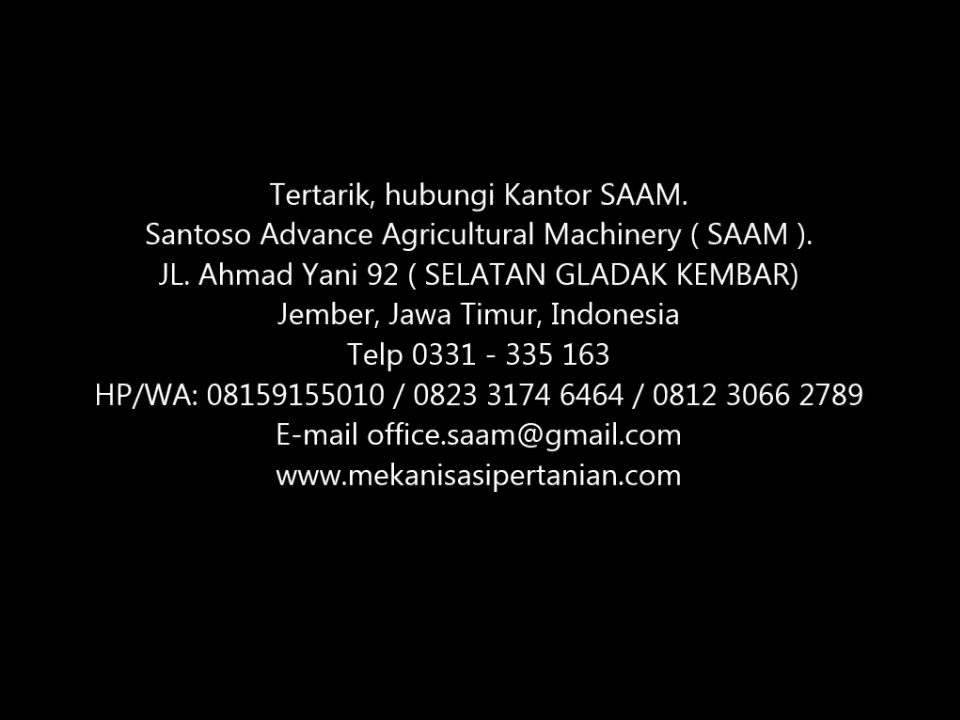 Tertarik, hubungi Kantor SAAM.
Santoso Advance Agricultural Machinery ( SAAM ).
JL. Ahmad Yani 92 ( SELATAN GLADAK KEMBAR)
Jember, Jawa Timur, Indonesia
Telp 0331 - 335 163
HP/WA: 08159155010 / 0823 3174 6464 / 0812 3066 2789
E-mail office.saam@gmail.com
www.mekanisasipertanian.com